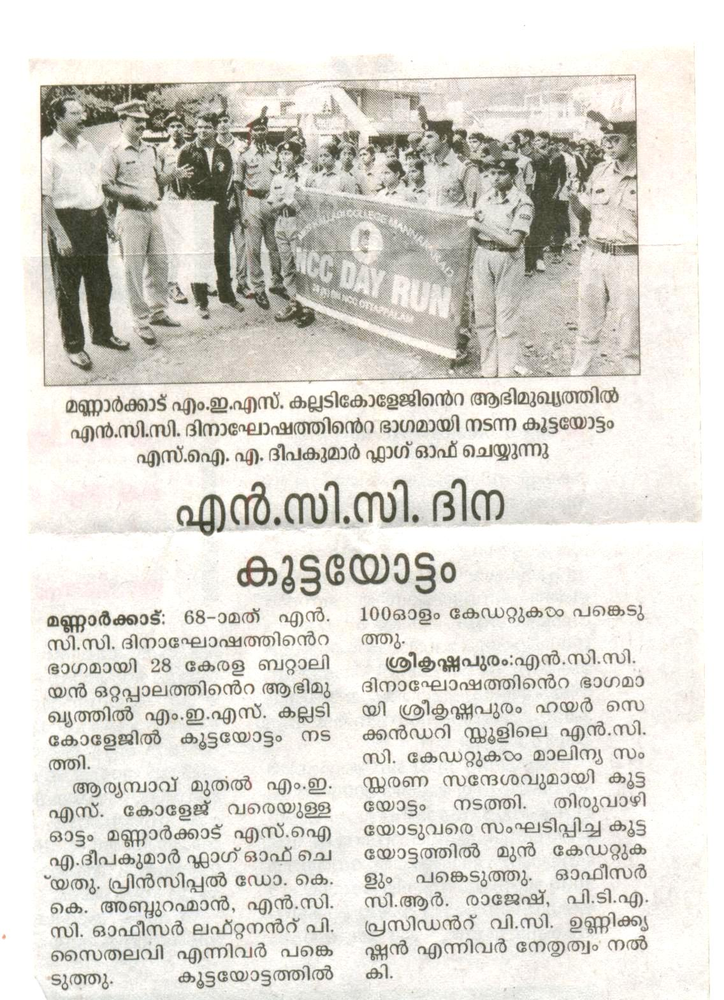 COLLEGE MANNARKKAD
NCC DAY RUN
NCC OTTAPPALAM
മണ്ണാർക്കാട് എം.ഇ.എസ്. കല്ലടികോളേജിന്റെ ആഭിമുഖ്യത്തിൽ
എൻ.സി.സി. ദിനാഘോഷത്തിന്റെ ഭാഗമായി നടന്ന കൂട്ടയോട്ടം
എസ്.ഐ. എ. ദീപകുമാർ ഫ്ലാഗ് ഓഫ് ചെയ്യുന്നു
എൻ.സി.സി. ദിന
കൂട്ടയോട്ടം
മണ്ണാർക്കാട്: 68-ാമത് എൻ.
സി.സി. ദിനാഘോഷത്തിന്റെ
ഭാഗമായി 28 കേരള ബറ്റാലി
യൻ ഒറ്റപ്പാലത്തിന്റെ ആഭിമു
ഖ്യത്തിൽ എം.ഇ.എസ്. കല്ലടി
കോളേജിൽ കൂട്ടയോട്ടം നട
ത്തി.
ആര്യമ്പാവ് മുതൽ എം.ഇ.
എസ്. കോളേജ് വരെയുള്ള
ഓട്ടം മണ്ണാർക്കാട് എസ്.ഐ
എ.ദീപകുമാർ ഫ്ലാഗ് ഓഫ് ചെ
യ്തു. പ്രിൻസിപ്പൽ ഡോ. കെ.
കെ. അബ്ദുറഹ്മാൻ, എൻ.സി.
സി. ഓഫീസർ ലഫ്റ്റനന്റ് പി.
സൈതലവി എന്നിവർ പങ്കെ
ടുത്തു. കൂട്ടയോട്ടത്തിൽ
100ഓളം കേഡറ്റുകൾ പങ്കെടു
ത്തു.
ശ്രീകൃഷ്ണപുരം:എൻ.സി.സി.
ദിനാഘോഷത്തിന്റെ ഭാഗമാ
യി ശ്രീകൃഷ്ണപുരം ഹയർ സെ
ക്കൻഡറി സ്കൂളിലെ എൻ.സി.
സി. കേഡറ്റുകൾ മാലിന്യ സം
സ്കരണ സന്ദേശവുമായി കൂട്ട
യോട്ടം നടത്തി. തിരുവാഴി
യോടുവരെ സംഘടിപ്പിച്ച കൂട്ട
യോട്ടത്തിൽ മുൻ കേഡറ്റുക
ളും പങ്കെടുത്തു. ഓഫീസർ
സി.ആർ. രാജേഷ്, പി.ടി.എ.
പ്രസിഡന്റ് വി.സി. ഉണ്ണിക്കൃ
ഷ്ണൻ എന്നിവർ നേതൃത്വം നൽ
കി.